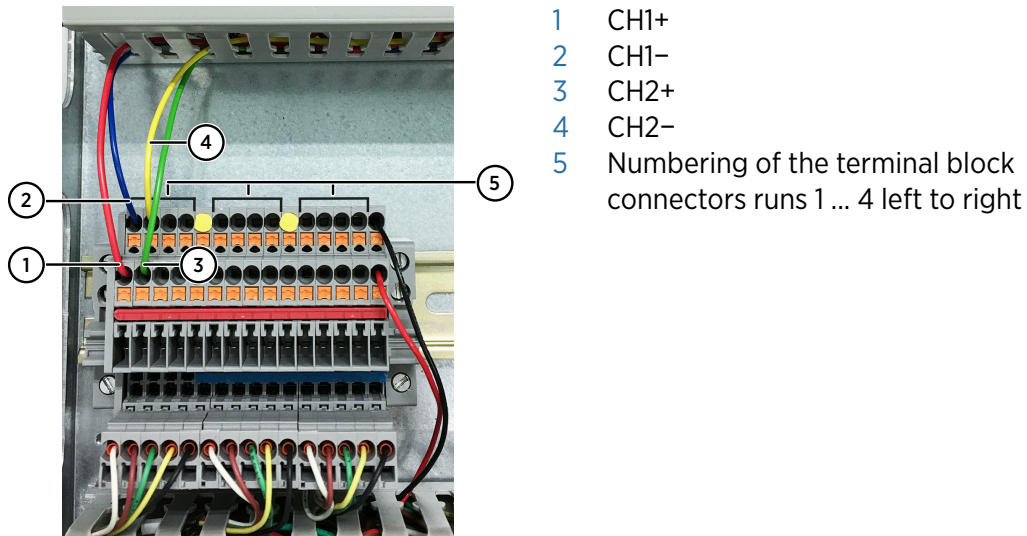 1 CH1+
2 CH1−
3 CH2+
4 CH2−
5 Numbering of the terminal block
connectors runs 1 ... 4 left to right
4
5
2
1
3